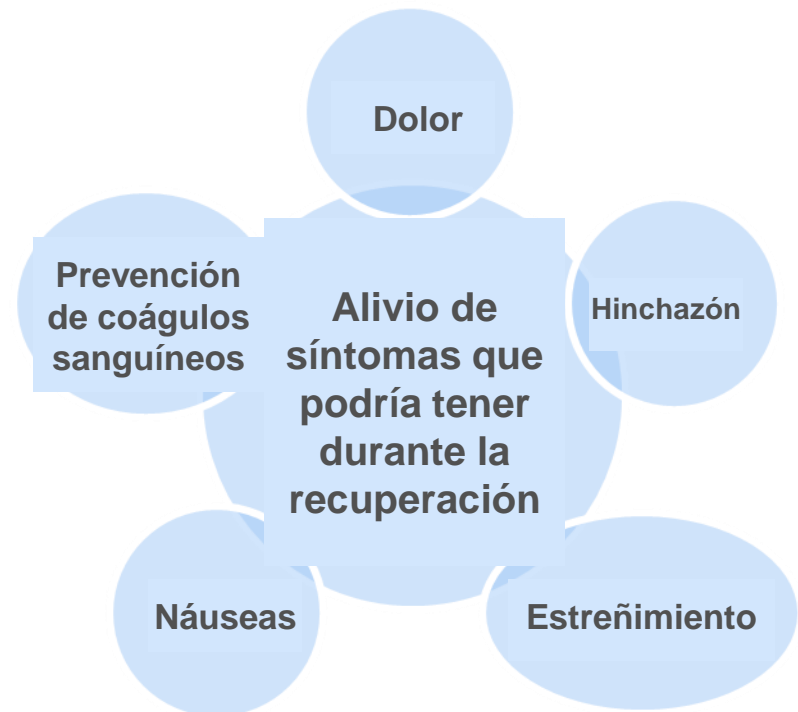 Dolor
Prevención
de coágulos
sanguíneos
Alivio de
síntomas que
podría tener
durante la
recuperación
Hinchazón
Náuseas
Estreñimiento